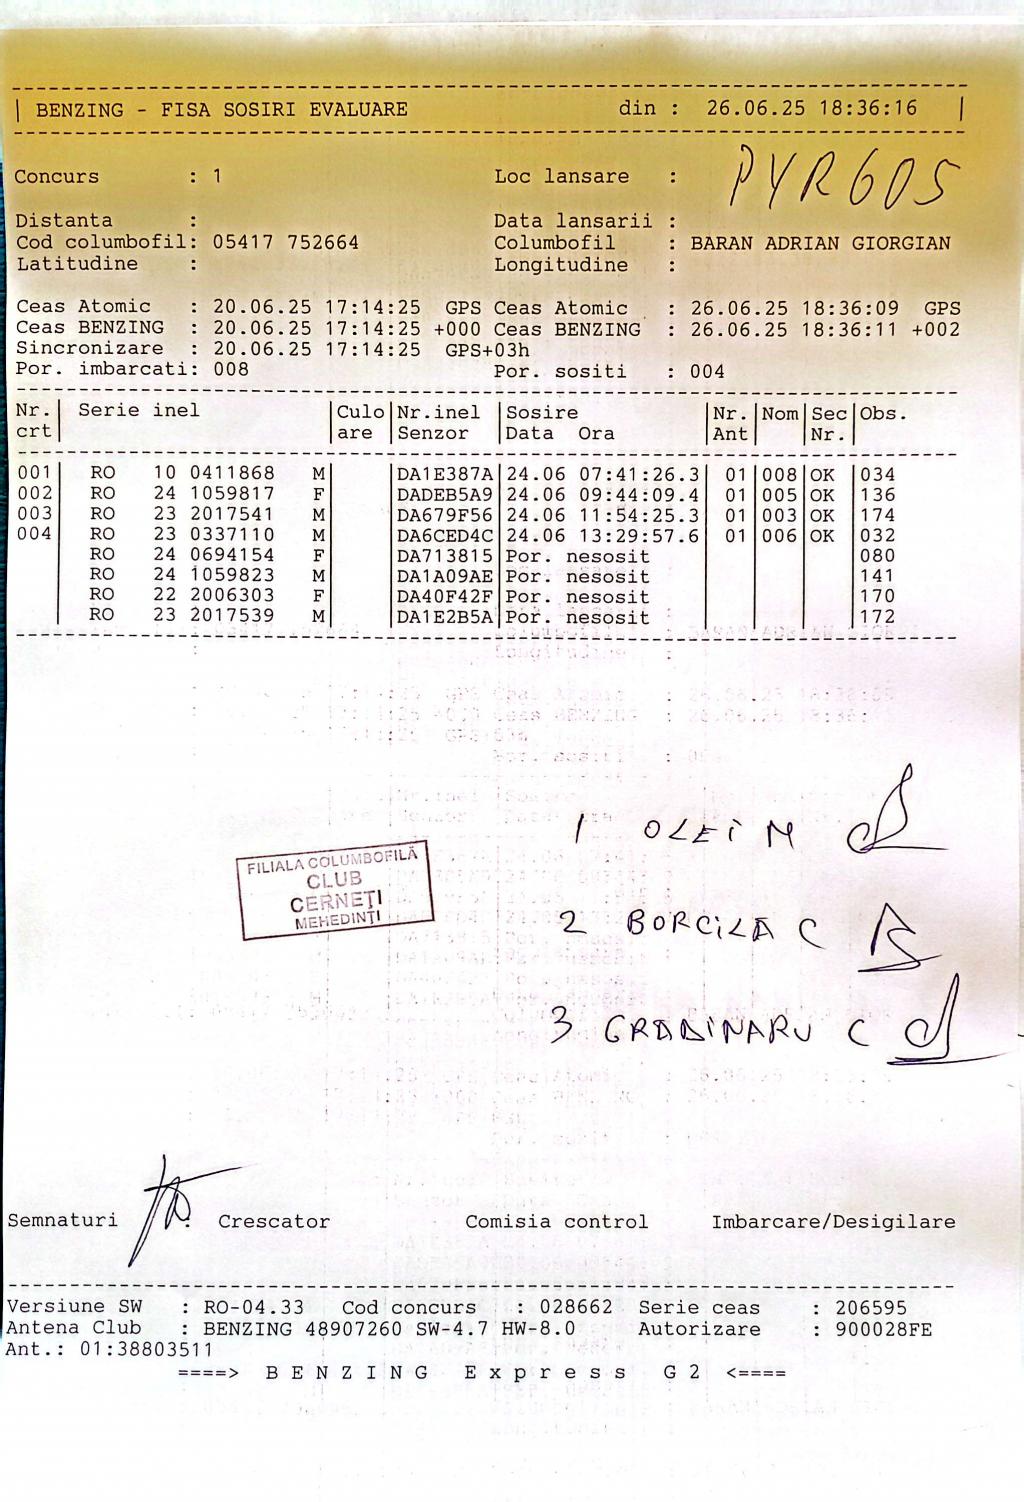 | BENZING - FISA SOSIRI EVALUARE din : 26.06.25 18:36:16 |
Concurs : 1 Loc lansare : PYRGOS
Distanta : Data lansarii :
Cod columbofil: 05417 752664 Columbofil : BARAN ADRIAN GIORGIAN
Latitudine : Longitudine :
Ceas Atomic : 20.06.25 17:14:25 GPS Ceas Atomic : 26.06.25 18:36:09 GPS
Ceas BENZING : 20.06.25 17:14:25 +000 Ceas BENZING : 26.06.25 18:36:11 +002
Sincronizare : 20.06.25 17:14:25 GPS+03h
Por. imbarcati: 008 Por. sositi : 004
Nr.| Serie inel |Culo|Nr.inel |Sosire |Nr.|Nom|Sec|Obs.
crt| |are |Senzor |Data Ora |Ant| |Nr.|
001| RO 10 0411868 M| |DA1E387A|24.06 07:41:26.3| 01|008|OK |034
002| RO 24 1059817 F| |DADEB5A9|24.06 09:44:09.4| 01|005|OK |136
003| RO 23 2017541 M| |DA679F56|24.06 11:54:25.3| 01|003|OK |174
004| RO 23 0337110 M| |DA6CED4C|24.06 13:29:57.6| 01|006|OK |032
| RO 24 0694154 F| |DA713815|Por. nesosit | | | |080
| RO 24 1059823 M| |DA1A09AE|Por. nesosit | | | |141
| RO 22 2006303 F| |DA40F42F|Por. nesosit | | | |170
| RO 23 2017539 M| |DA1E2B5A|Por. nesosit | | | |172
1 OLEI M
FILIALA COLUMBOFILĂ
CLUB
CERNEȚI
MEHEDINȚI
2 BORCILA C
3 GRADINARU C
Semnaturi : Crescator Comisia control Imbarcare/Desigilare
Versiune SW : RO-04.33 Cod concurs : 028662 Serie ceas : 206595
Antena Club : BENZING 48907260 SW-4.7 HW-8.0 Autorizare : 900028FE
Ant.: 01:38803511
====> B E N Z I N G E x p r e s s G 2 <====